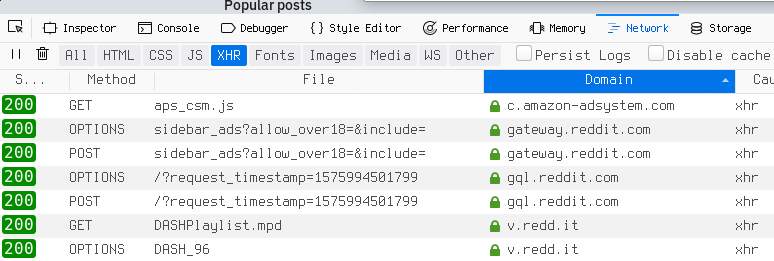 Popular posts
Inspector Console Debugger Style Editor Performance Memory Network Storage
All HTML CSS JS XHR Fonts Images Media WS Other Persist Logs Disable cache
S... Method File Domain Cau
200 GET aps_csm.js c.amazon-adsystem.com xhr
200 OPTIONS sidebar_ads?allow_over18=&include= gateway.reddit.com xhr
200 POST sidebar_ads?allow_over18=&include= gateway.reddit.com xhr
200 OPTIONS /?request_timestamp=1575994501799 gql.reddit.com xhr
200 POST /?request_timestamp=1575994501799 gql.reddit.com xhr
200 GET DASHPlaylist.mpd v.redd.it xhr
200 OPTIONS DASH_96 v.redd.it xhr